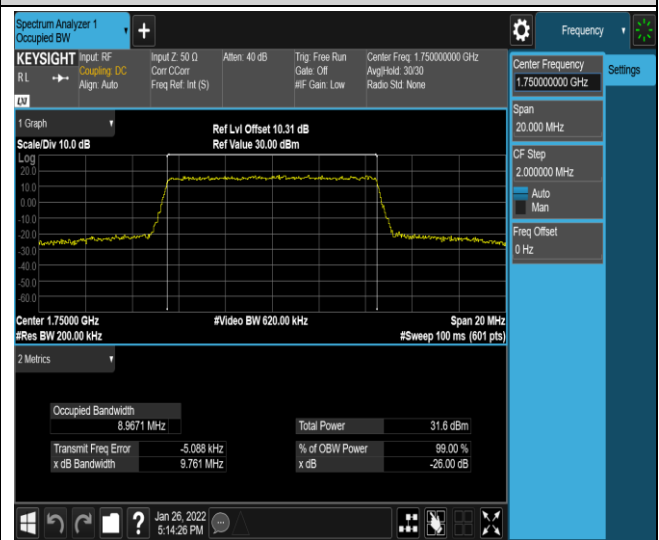 Spectrum Analyzer 1
Occupied BW
+
Frequency
KEYSIGHT
RL
LXI
Input: RF
Coupling: DC
Align: Auto
Input Z: 50 Ω
Corr CCorr
Freq Ref: Int (S)
Atten: 40 dB
Trig: Free Run
Gate: Off
#IF Gain: Low
Center Freq: 1.750000000 GHz
Avg|Hold: 30/30
Radio Std: None
Center Frequency
1.750000000 GHz
Settings
Span
20.000 MHz
CF Step
2.000000 MHz
Auto
Man
Freq Offset
0 Hz
1 Graph
Scale/Div 10.0 dB
Ref Lvl Offset 10.31 dB
Ref Value 30.00 dBm
Log
20.0
10.0
0.00
-10.0
-20.0
-30.0
-40.0
-50.0
-60.0
Center 1.75000 GHz
#Res BW 200.00 kHz
#Video BW 620.00 kHz
Span 20 MHz
#Sweep 100 ms (601 pts)
2 Metrics
Occupied Bandwidth
8.9671 MHz
Total Power 31.6 dBm
Transmit Freq Error -5.088 kHz
% of OBW Power 99.00 %
x dB Bandwidth 9.761 MHz
x dB -26.00 dB
?
Jan 26, 2022
5:14:26 PM